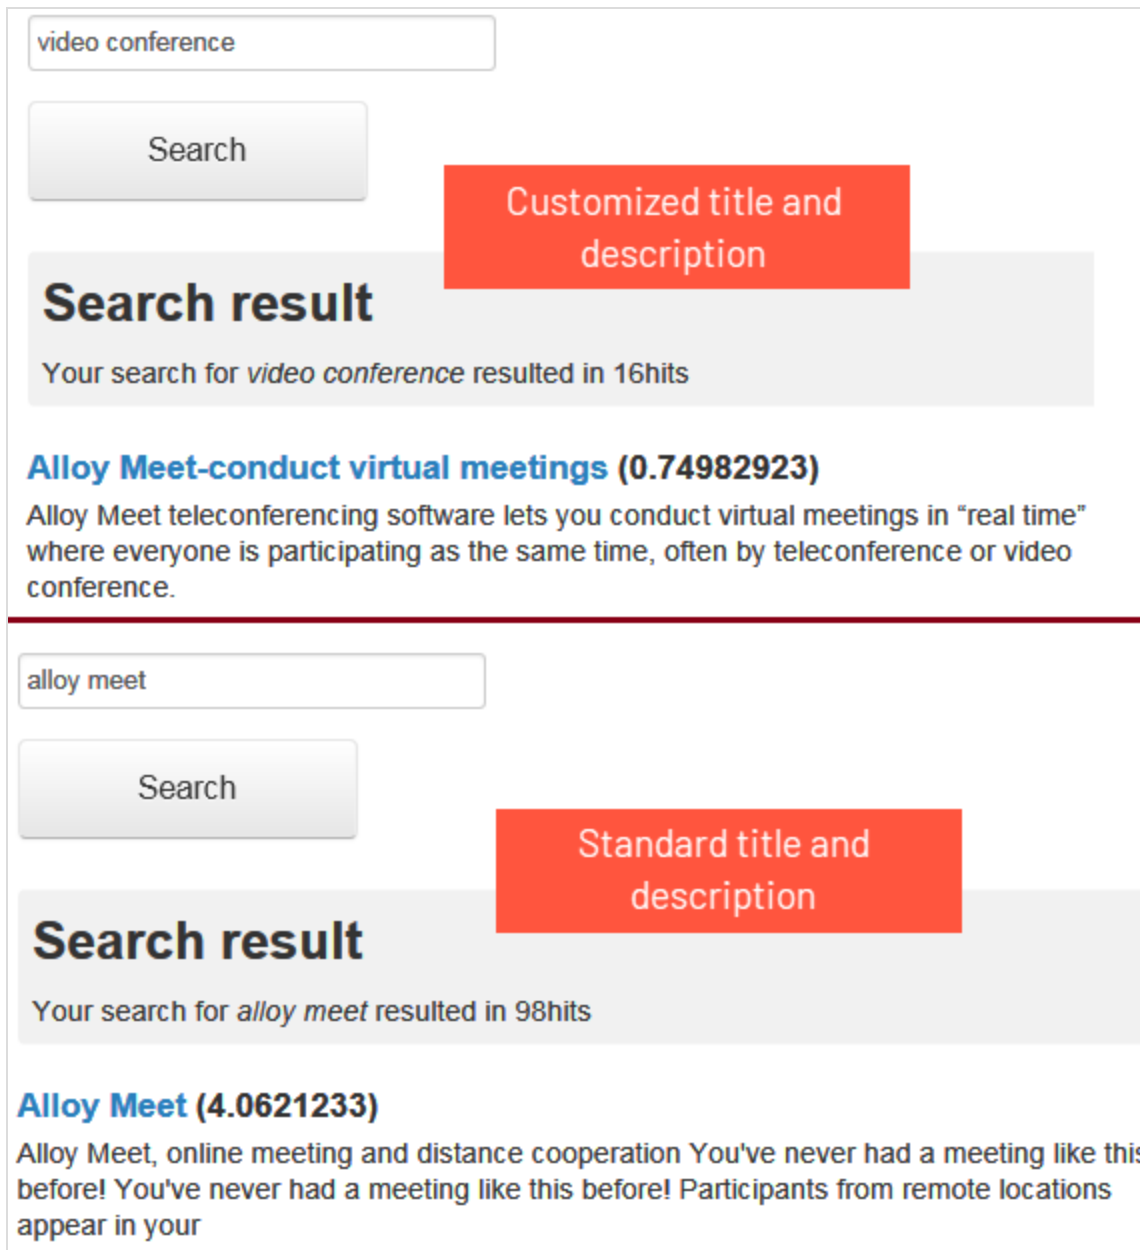 video conference
Search
Customized title and
description
Search result
Your search for video conference resulted in 16hits
Alloy Meet-conduct virtual meetings (0.74982923)
Alloy Meet teleconferencing software lets you conduct virtual meetings in “real time”
where everyone is participating as the same time, often by teleconference or video
conference.
alloy meet
Search
Standard title and
description
Search result
Your search for alloy meet resulted in 98hits
Alloy Meet (4.0621233)
Alloy Meet, online meeting and distance cooperation You've never had a meeting like this
before! You've never had a meeting like this before! Participants from remote locations
appear in your